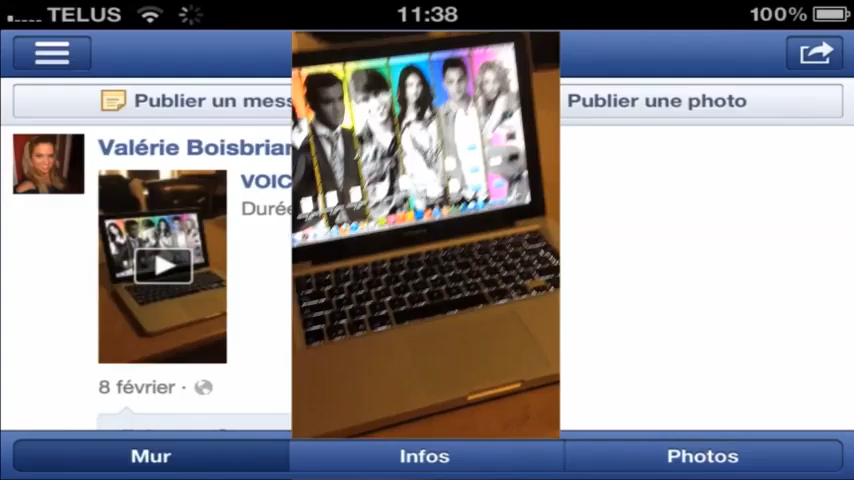 TELUS 11:38 100%
Publier un mess
Publier une photo
Valérie Boisbrian
VOIC
Durée
8 février ·
Mur Infos Photos